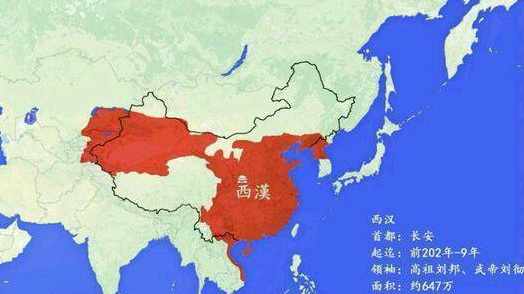 西漢
西汉
首都：长安
起迄：前202年-9年
领袖：高祖刘邦、武帝刘彻
面积：约647万